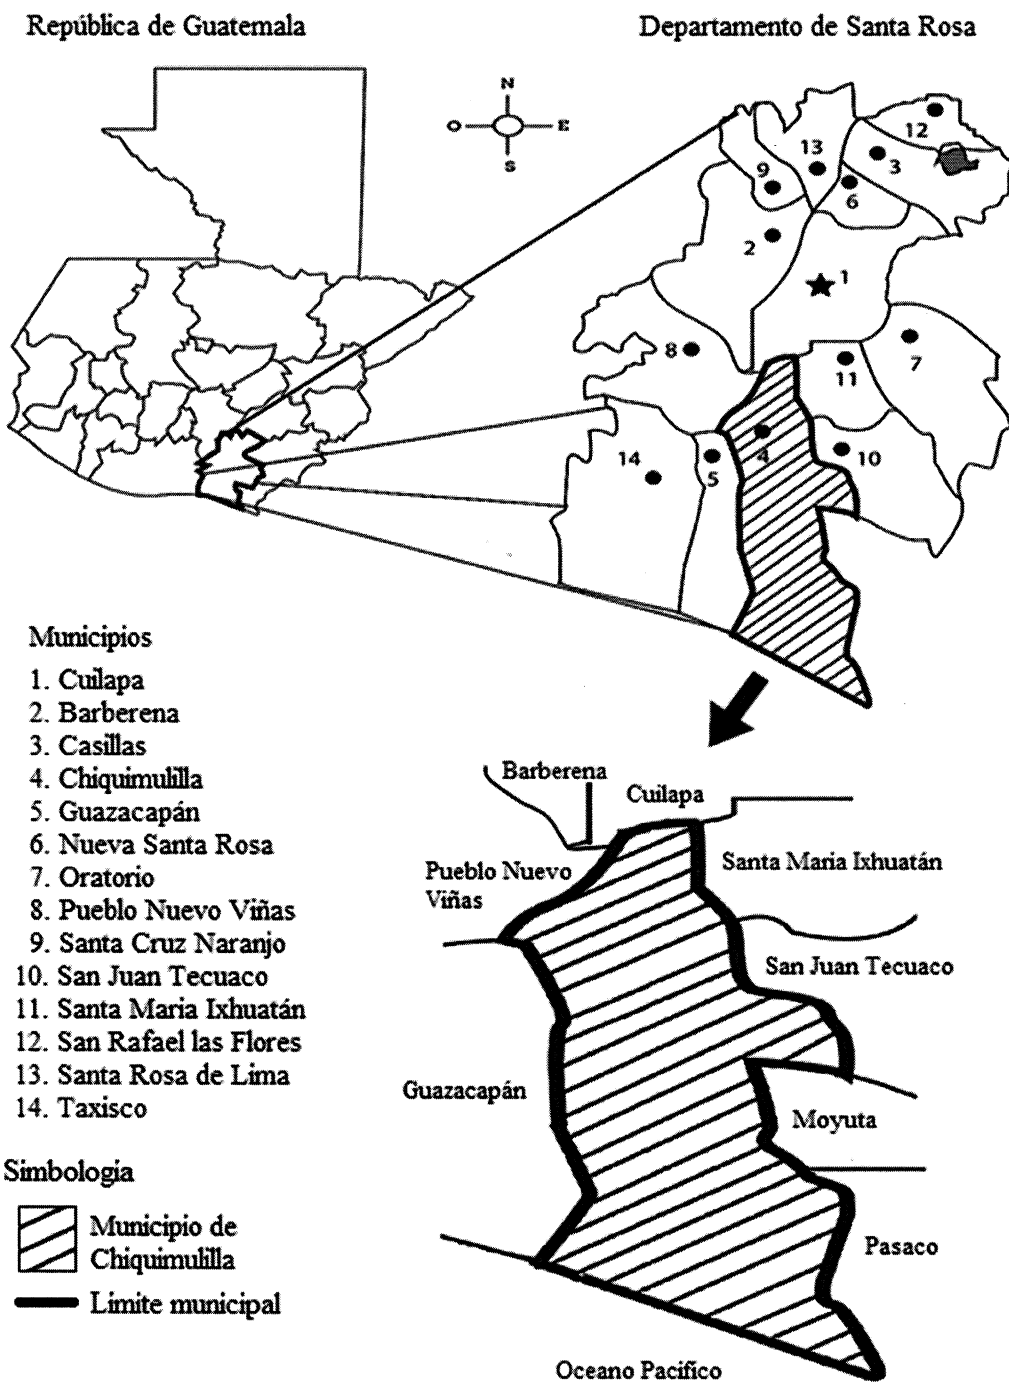 República de Guatemala
Departamento de Santa Rosa
N
O
E
S
12
13
3
9
6
2
1
8
7
11
14
5
4
10
Municipios
1. Cuilapa
2. Barberena
3. Casillas
4. Chiquimulilla
5. Guazacapán
6. Nueva Santa Rosa
7. Oratorio
8. Pueblo Nuevo Viñas
9. Santa Cruz Naranjo
10. San Juan Tecuaco
11. Santa Maria Ixhuatán
12. San Rafael las Flores
13. Santa Rosa de Lima
14. Taxisco
Simbologia
Municipio de
Chiquimulilla
Limite municipal
Barberena
Cuilapa
Pueblo Nuevo
Viñas
Santa Maria Ixhuatán
San Juan Tecuaco
Guazacapán
Moyuta
Pasaco
Oceano Pacifico